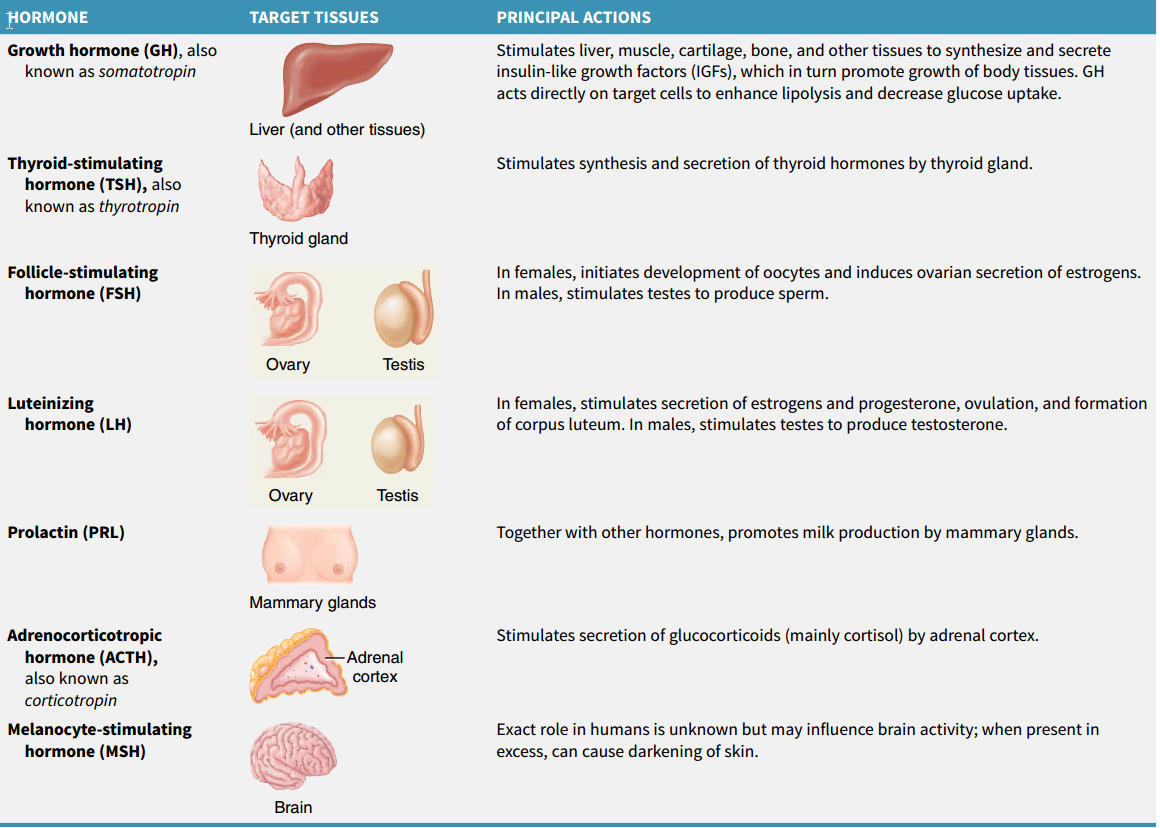 HORMONE TARGET TISSUES PRINCIPAL ACTIONS
Growth hormone (GH), also
known as somatotropin
Liver (and other tissues)
Stimulates liver, muscle, cartilage, bone, and other tissues to synthesize and secrete
insulin-like growth factors (IGFs), which in turn promote growth of body tissues. GH
acts directly on target cells to enhance lipolysis and decrease glucose uptake.
Thyroid-stimulating
hormone (TSH), also
known as thyrotropin
Thyroid gland
Stimulates synthesis and secretion of thyroid hormones by thyroid gland.
Follicle-stimulating
hormone (FSH)
Ovary Testis
In females, initiates development of oocytes and induces ovarian secretion of estrogens.
In males, stimulates testes to produce sperm.
Luteinizing
hormone (LH)
Ovary Testis
In females, stimulates secretion of estrogens and progesterone, ovulation, and formation
of corpus luteum. In males, stimulates testes to produce testosterone.
Prolactin (PRL)
Mammary glands
Together with other hormones, promotes milk production by mammary glands.
Adrenocorticotropic
hormone (ACTH),
also known as
corticotropin
Adrenal
cortex
Stimulates secretion of glucocorticoids (mainly cortisol) by adrenal cortex.
Melanocyte-stimulating
hormone (MSH)
Brain
Exact role in humans is unknown but may influence brain activity; when present in
excess, can cause darkening of skin.